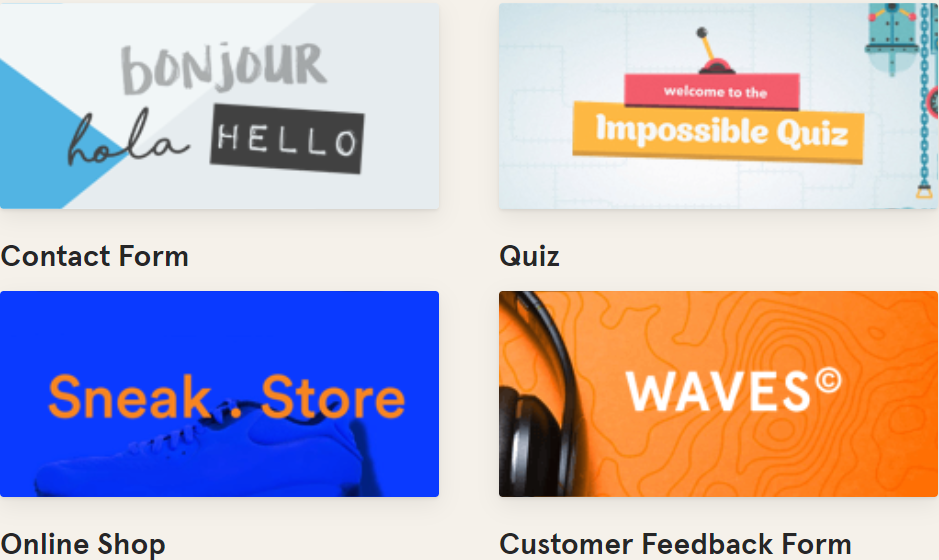 bonjour
hola HELLO
Contact Form
welcome to the
Impossible Quiz
Quiz
Sneak . Store
Online Shop
WAVES©
Customer Feedback Form